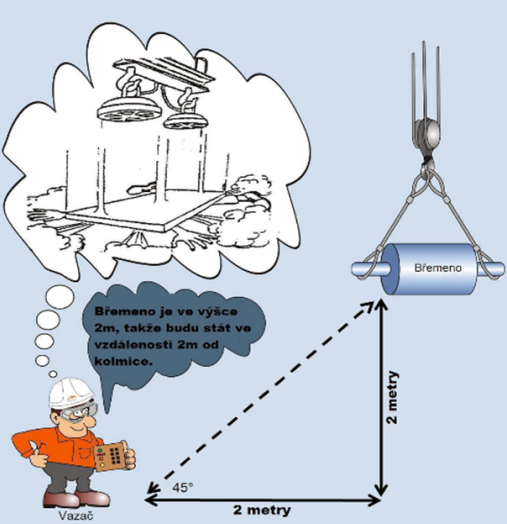 Břemeno
Břemeno je ve výšce
2m, takže budu stát ve
vzdálenosti 2m od
kolmice.
2 metry
45°
2 metry
Vazač